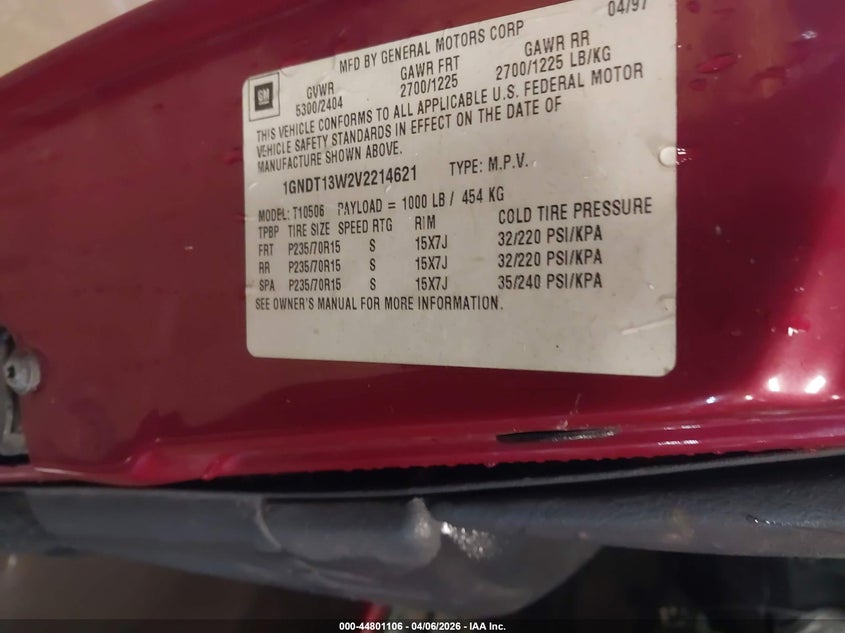 04/97
MFD BY GENERAL MOTORS CORP
GM
GVWR GAWR FRT GAWR RR
5300/2404 2700/1225 2700/1225 LB/KG
THIS VEHICLE CONFORMS TO ALL APPLICABLE U.S. FEDERAL MOTOR
VEHICLE SAFETY STANDARDS IN EFFECT ON THE DATE OF
MANUFACTURE SHOWN ABOVE.
1GNDT13W2V2214621 TYPE: M.P.V.
MODEL: T10506 PAYLOAD = 1000 LB / 454 KG
TPBP TIRE SIZE SPEED RTG RIM COLD TIRE PRESSURE
FRT P235/70R15 S 15X7J 32/220 PSI/KPA
RR P235/70R15 S 15X7J 32/220 PSI/KPA
SPA P235/70R15 S 15X7J 35/240 PSI/KPA
SEE OWNER'S MANUAL FOR MORE INFORMATION.
000-44801106 - 04/06/2026 - IAA Inc.